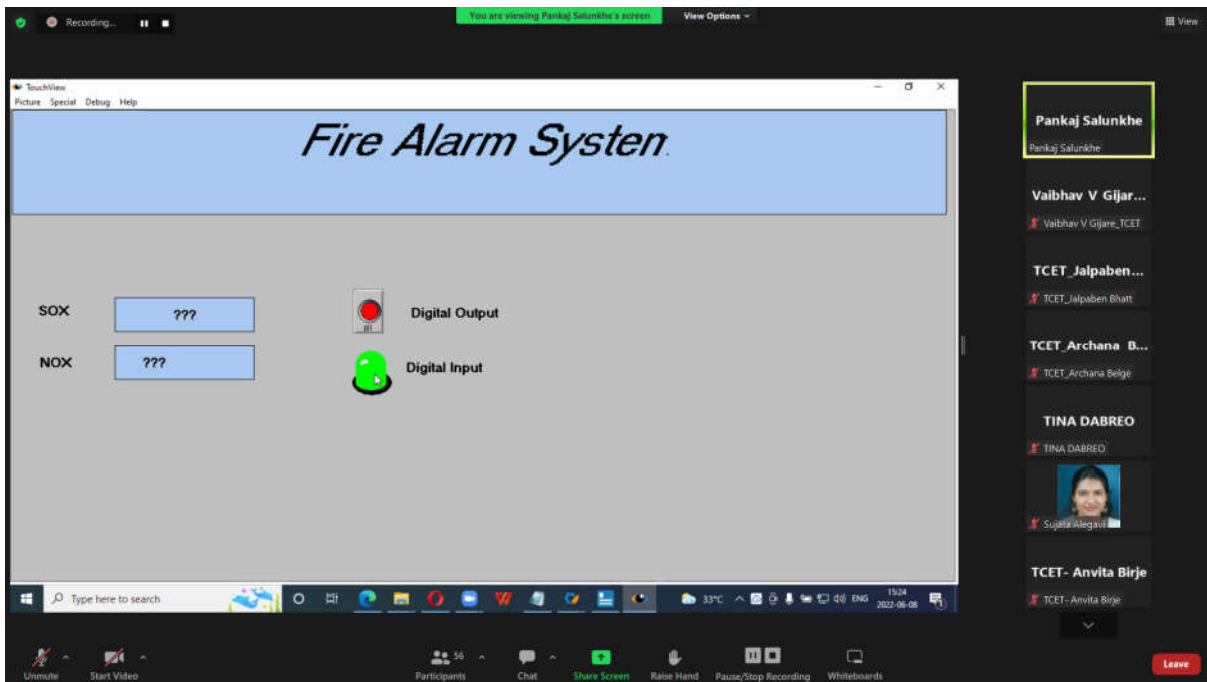 Recording...
You are viewing Pankaj Salunkhe's screen
View Options
View
TouchView
Picture Special Debug Help
Fire Alarm Systen.
SOX ???
Digital Output
NOX ???
Digital Input
Pankaj Salunkhe
Pankaj Salunkhe
Vaibhav V Gijar...
Vaibhav V Gijare_TCET
TCET_Jalpaben...
TCET_Jalpaben Bhatt
TCET_Archana B...
TCET_Archana Belge
TINA DABREO
TINA DABREO
Sujata Alegavi
TCET- Anvita Birje
TCET- Anvita Birje
Type here to search
33°C
ENG
1524
2022-06-08
Unmute
Start Video
56
Participants
Chat
Share Screen
Raise Hand
Pause/Stop Recording
Whiteboards
Leave